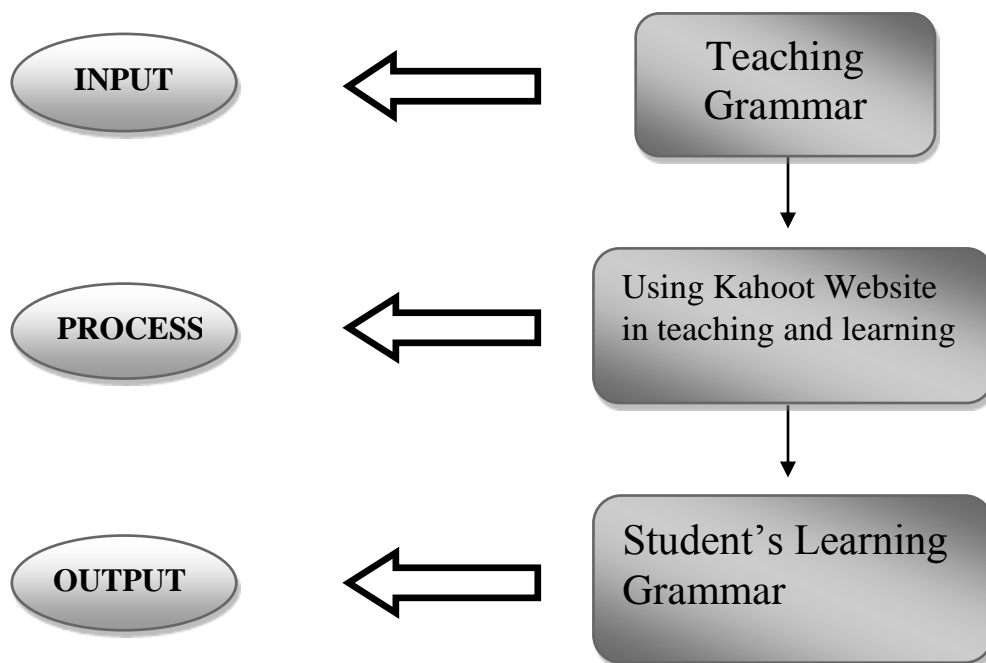 INPUT
Teaching
Grammar
PROCESS
Using Kahoot Website
in teaching and learning
OUTPUT
Student’s Learning
Grammar